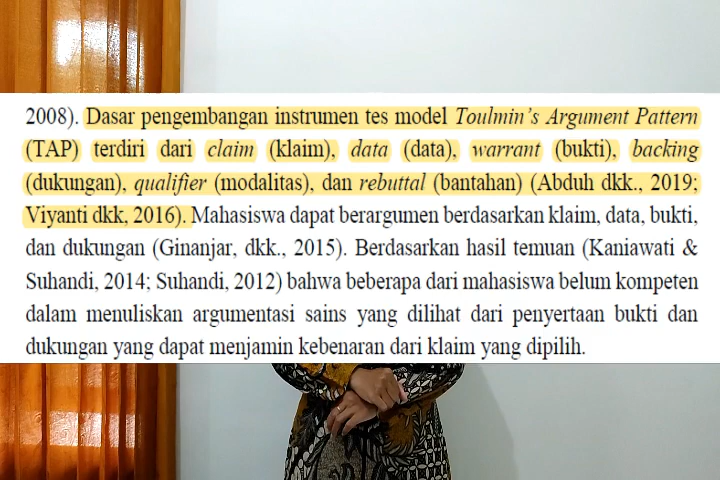 2008). Dasar pengembangan instrumen tes model Toulmin's Argument Pattern
(TAP) terdiri dari claim (klaim), data (data), warrant (bukti), backing
(dukungan), qualifier (modalitas), dan rebuttal (bantahan) (Abduh dkk., 2019;
Viyanti dkk, 2016). Mahasiswa dapat berargumen berdasarkan klaim, data, bukti,
dan dukungan (Ginanjar, dkk., 2015). Berdasarkan hasil temuan (Kaniawati &
Suhandi, 2014; Suhandi, 2012) bahwa beberapa dari mahasiswa belum kompeten
dalam menuliskan argumentasi sains yang dilihat dari penyertaan bukti dan
dukungan yang dapat menjamin kebenaran dari klaim yang dipilih.